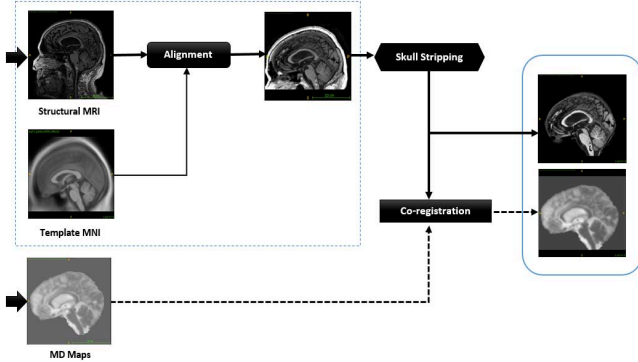 Structural MRI
Alignment
Skull Stripping
Template MNI
Co-registration
MD Maps